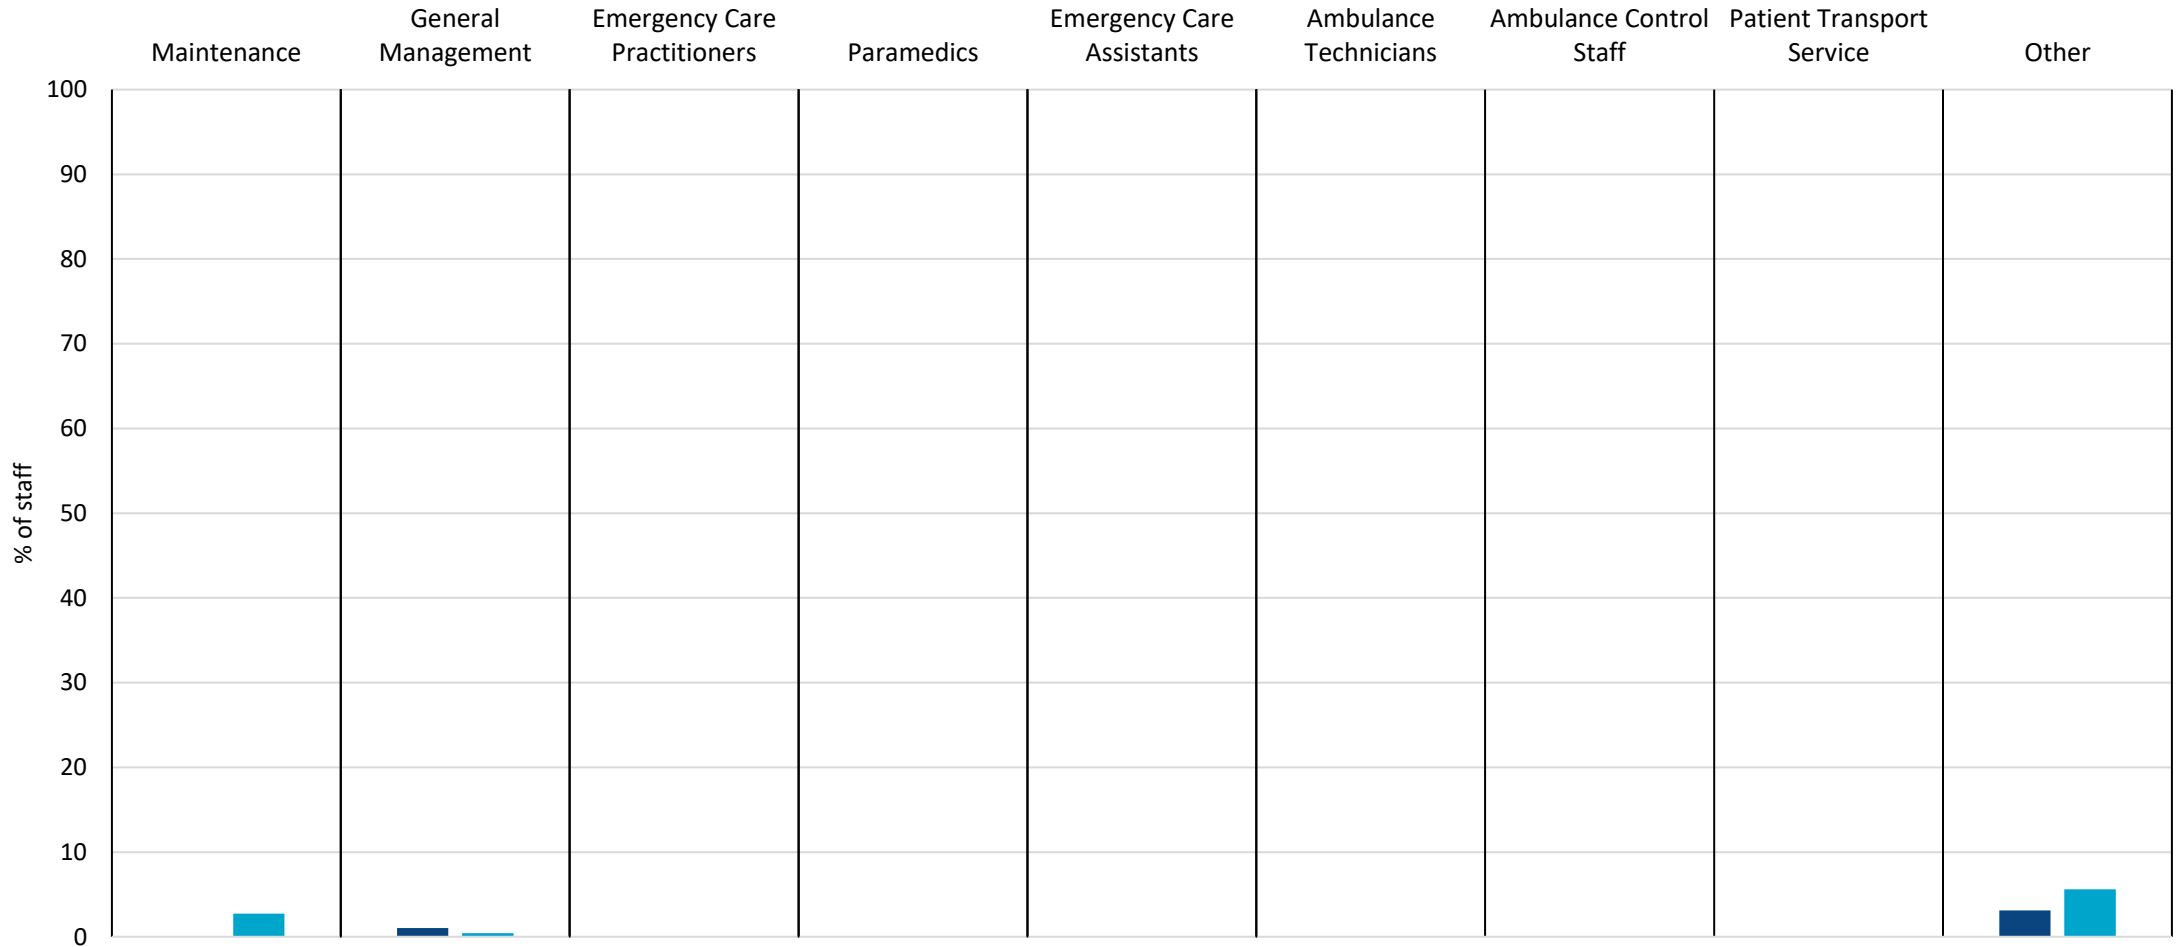 Maintenance
General
Management
Emergency Care
Practitioners
Paramedics
Emergency Care
Assistants
Ambulance
Technicians
Ambulance Control
Staff
Patient Transport
Service
Other
% of staff
100
90
80
70
60
50
40
30
20
10
0